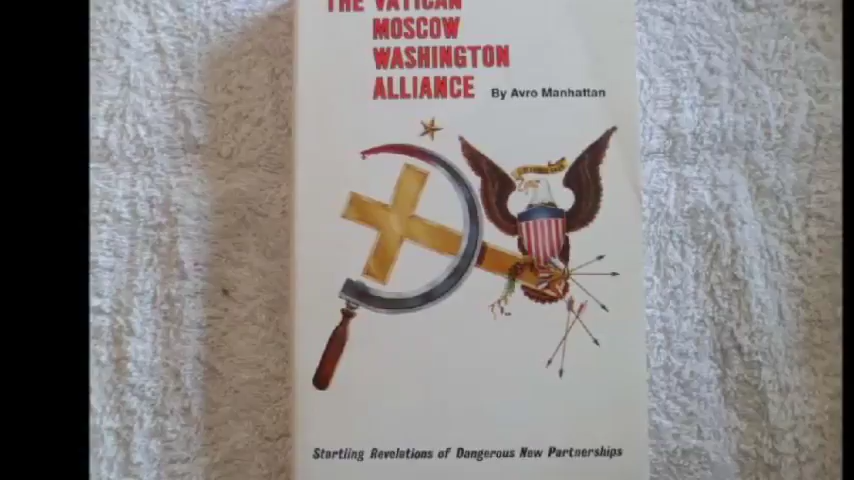 THE VATICAN
MOSCOW
WASHINGTON
ALLIANCE
By Avro Manhattan
Startling Revelations of Dangerous New Partnerships